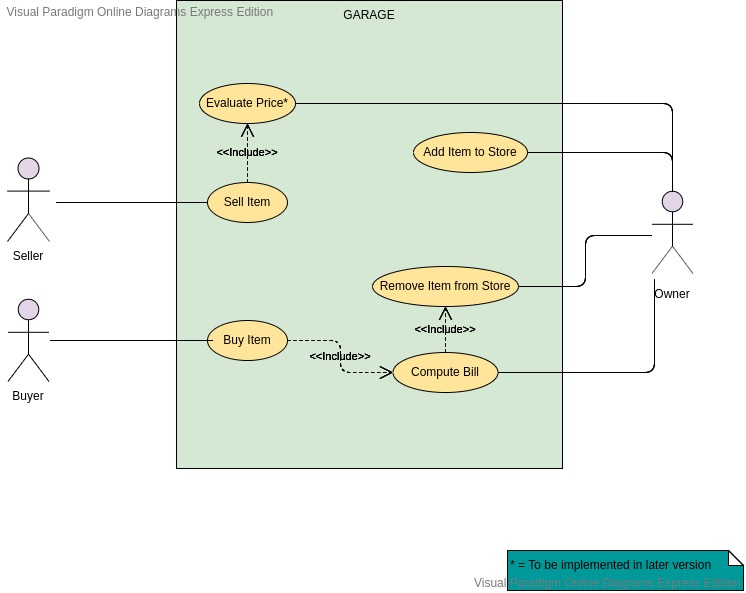 Visual Paradigm Online Diagrams Express Edition
GARAGE
Evaluate Price*
<<Include>>
Add Item to Store
Sell Item
Seller
Owner
Remove Item from Store
<<Include>>
Buy Item
<<Include>>
Compute Bill
Buyer
* = To be implemented in later version
Visual Paradigm Online Diagrams Express Edition